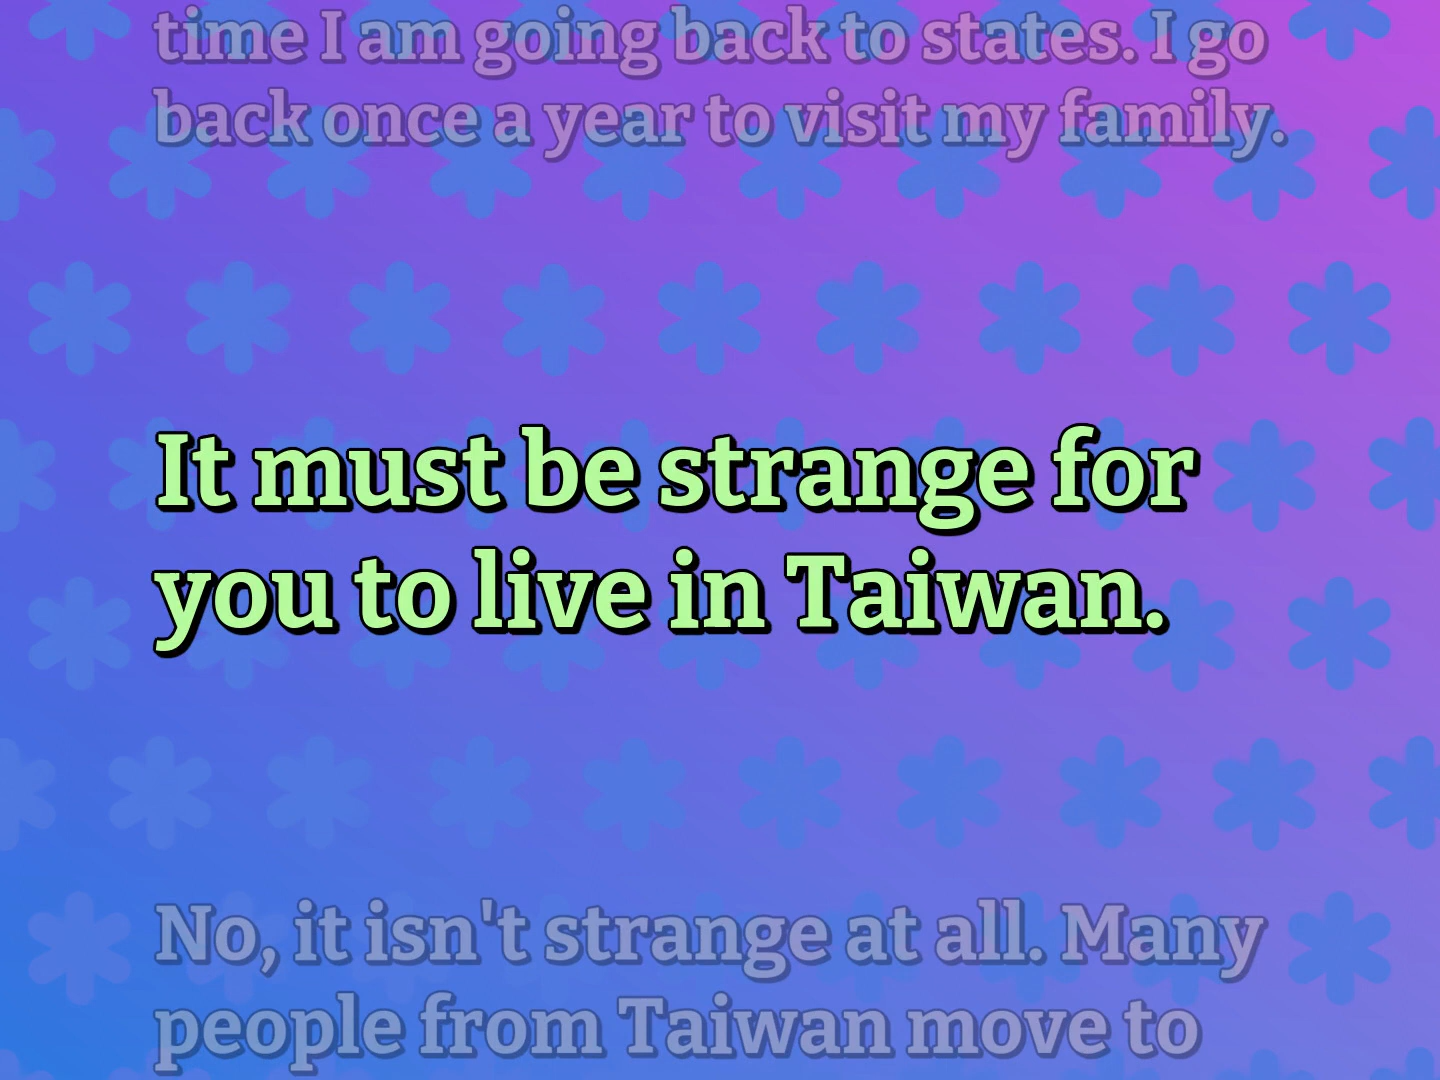 time I am going back to states. I go
back once a year to visit my family.
It must be strange for
you to live in Taiwan.
No, it isn't strange at all. Many
people from Taiwan move to